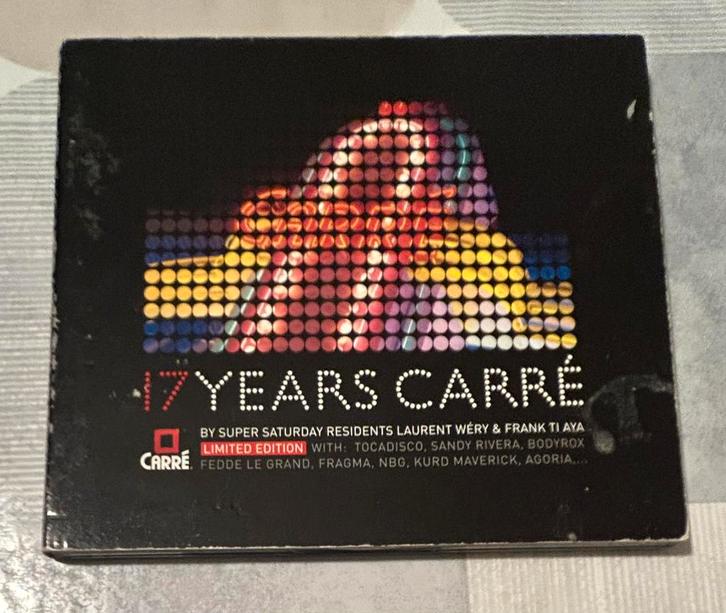 17 YEARS CARRÉ
BY SUPER SATURDAY RESIDENTS LAURENT WÉRY & FRANK TI AYA
LIMITED EDITION WITH: TOCADISCO, SANDY RIVERA, BODYROX
FEDDE LE GRAND, FRAGMA, NBG, KURD MAVERICK, AGORIA,...
CARRÉ